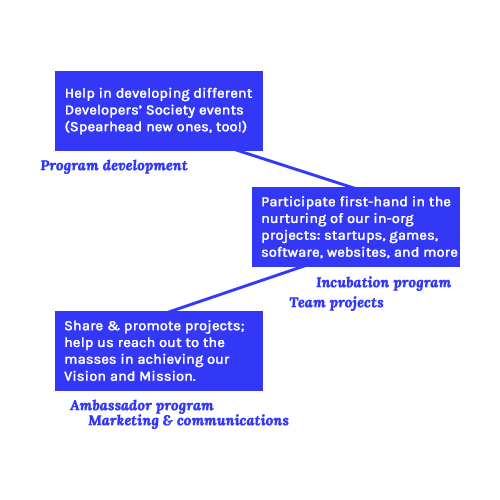 Help in developing different
Developers' Society events
(Spearhead new ones, too!)
Program development
Participate first-hand in the
nurturing of our in-org
projects: startups, games,
software, websites, and more
Incubation program
Team projects
Share & promote projects;
help us reach out to the
masses in achieving our
Vision and Mission.
Ambassador program
Marketing & communications